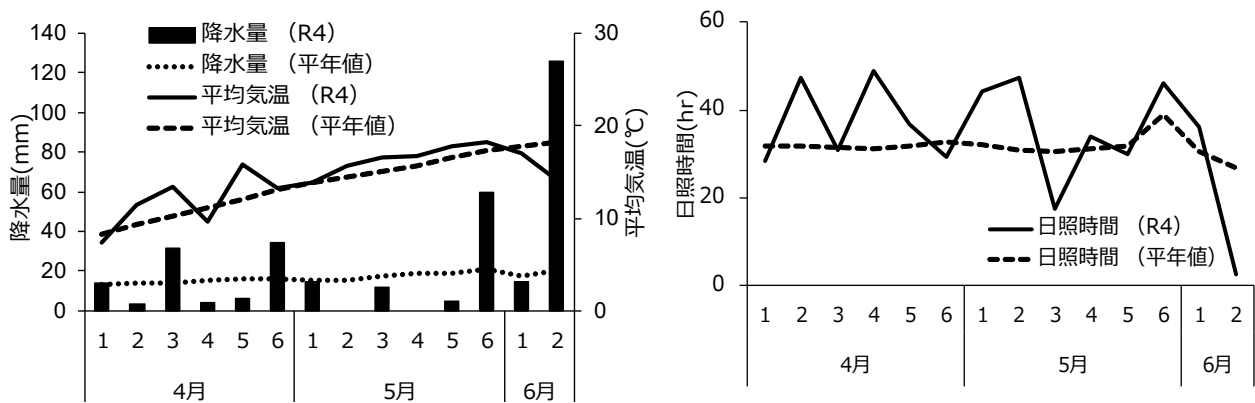 降水量 （R4）
降水量 （平年値）
平均気温 （R4）
平均気温 （平年値）
降水量(mm)
140
120
100
80
60
40
20
0
30
20
10
0
平均気温(℃)
1 2 3 4 5 6 1 2 3 4 5 6 1 2
4月 5月 6月
日照時間(hr)
60
40
20
0
日照時間 （R4）
日照時間 （平年値）
1 2 3 4 5 6 1 2 3 4 5 6 1 2
4月 5月 6月